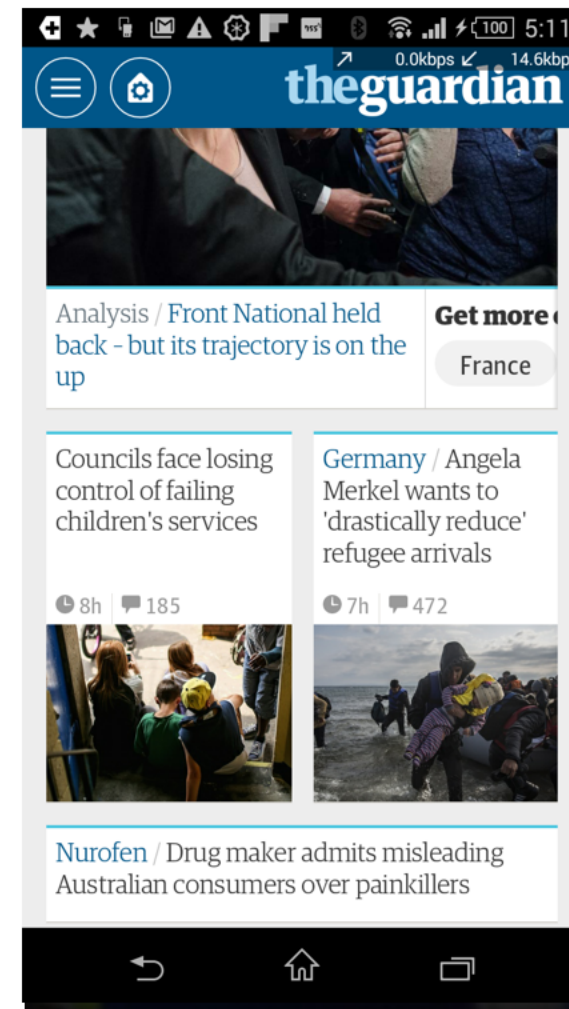 100 5:11
0.0kbps 14.6kbp
theguardian
Analysis / Front National held
back – but its trajectory is on the
up
Get more
France
Councils face losing
control of failing
children's services
8h 185
Germany / Angela
Merkel wants to
'drastically reduce'
refugee arrivals
7h 472
Nurofen / Drug maker admits misleading
Australian consumers over painkillers